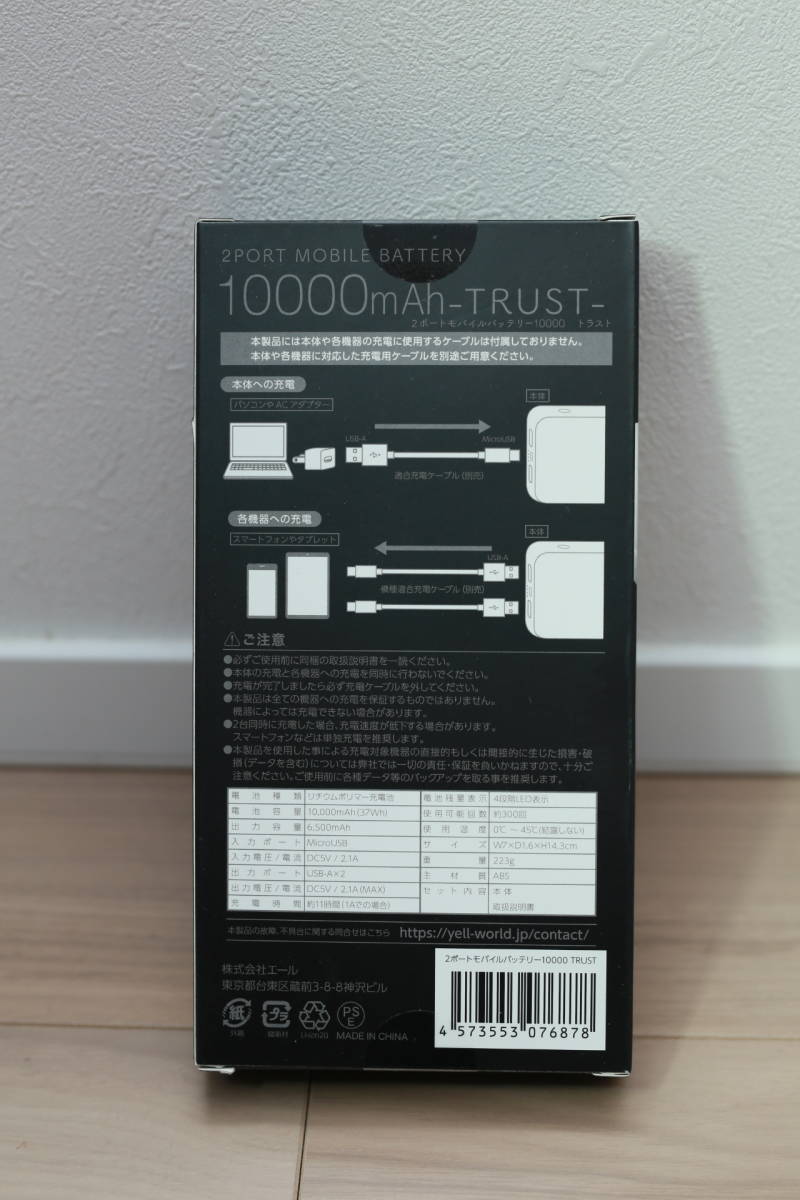 2PORT MOBILE BATTERY
10000mAh-TRUST-
2ポートモバイルバッテリー10000 トラスト
本製品には本体や各機器の充電に使用するケーブルは付属しておりません。
本体や各機器に対応した充電用ケーブルを別途ご用意ください。
本体への充電
パソコンやACアダプター
本体
USB-A
MicroUSB
適合充電ケーブル(別売)
各機器への充電
スマートフォンやタブレット
本体
USB-A
機種適合充電ケーブル(別売)
ご注意
●必ずご使用前に同梱の取扱説明書を一読ください。
●本体の充電と各機器への充電を同時に行わないでください。
●充電が完了しましたら必ず充電ケーブルを外してください。
●本製品は全ての機器への充電を保証するものではありません。
機器によっては充電できない場合があります。
●2台同時に充電した場合、充電速度が低下する場合があります。
スマートフォンなどは単独充電を推奨します。
●本製品を使用した事による充電対象機器の直接的もしくは間接的に生じた損害・破
損(データを含む)については弊社では一切の責任・保証を負いかねますので、十分ご
注意ください。ご使用前に各種データ等のバックアップを取る事を推奨します。
電池種類 リチウムポリマー充電池
電池容量 10,000mAh(37Wh)
出力容量 6,500mAh
入力ポート MicroUSB
入力電圧/電流 DC5V / 2.1A
出力ポート USB-A×2
出力電圧/電流 DC5V / 2.1A(MAX)
充電時間 約11時間(1Aでの場合)
電池残量表示 4段階LED表示
使用可能回数 約300回
使用温度 0℃ ～ 45℃(結露しない)
サイズ W7×D1.6×H14.3cm
重量 223g
主材質 ABS
セット内容 本体
取扱説明書
本製品の故障、不具合に関する問合せはこちら https://yell-world.jp/contact/
株式会社エール
東京都台東区蔵前3-8-8神沢ビル
紙
外箱
プラ
緩衝材
Li-ion20
PS
E
MADE IN CHINA
2ポートモバイルバッテリー10000 TRUST
4 573553 076878